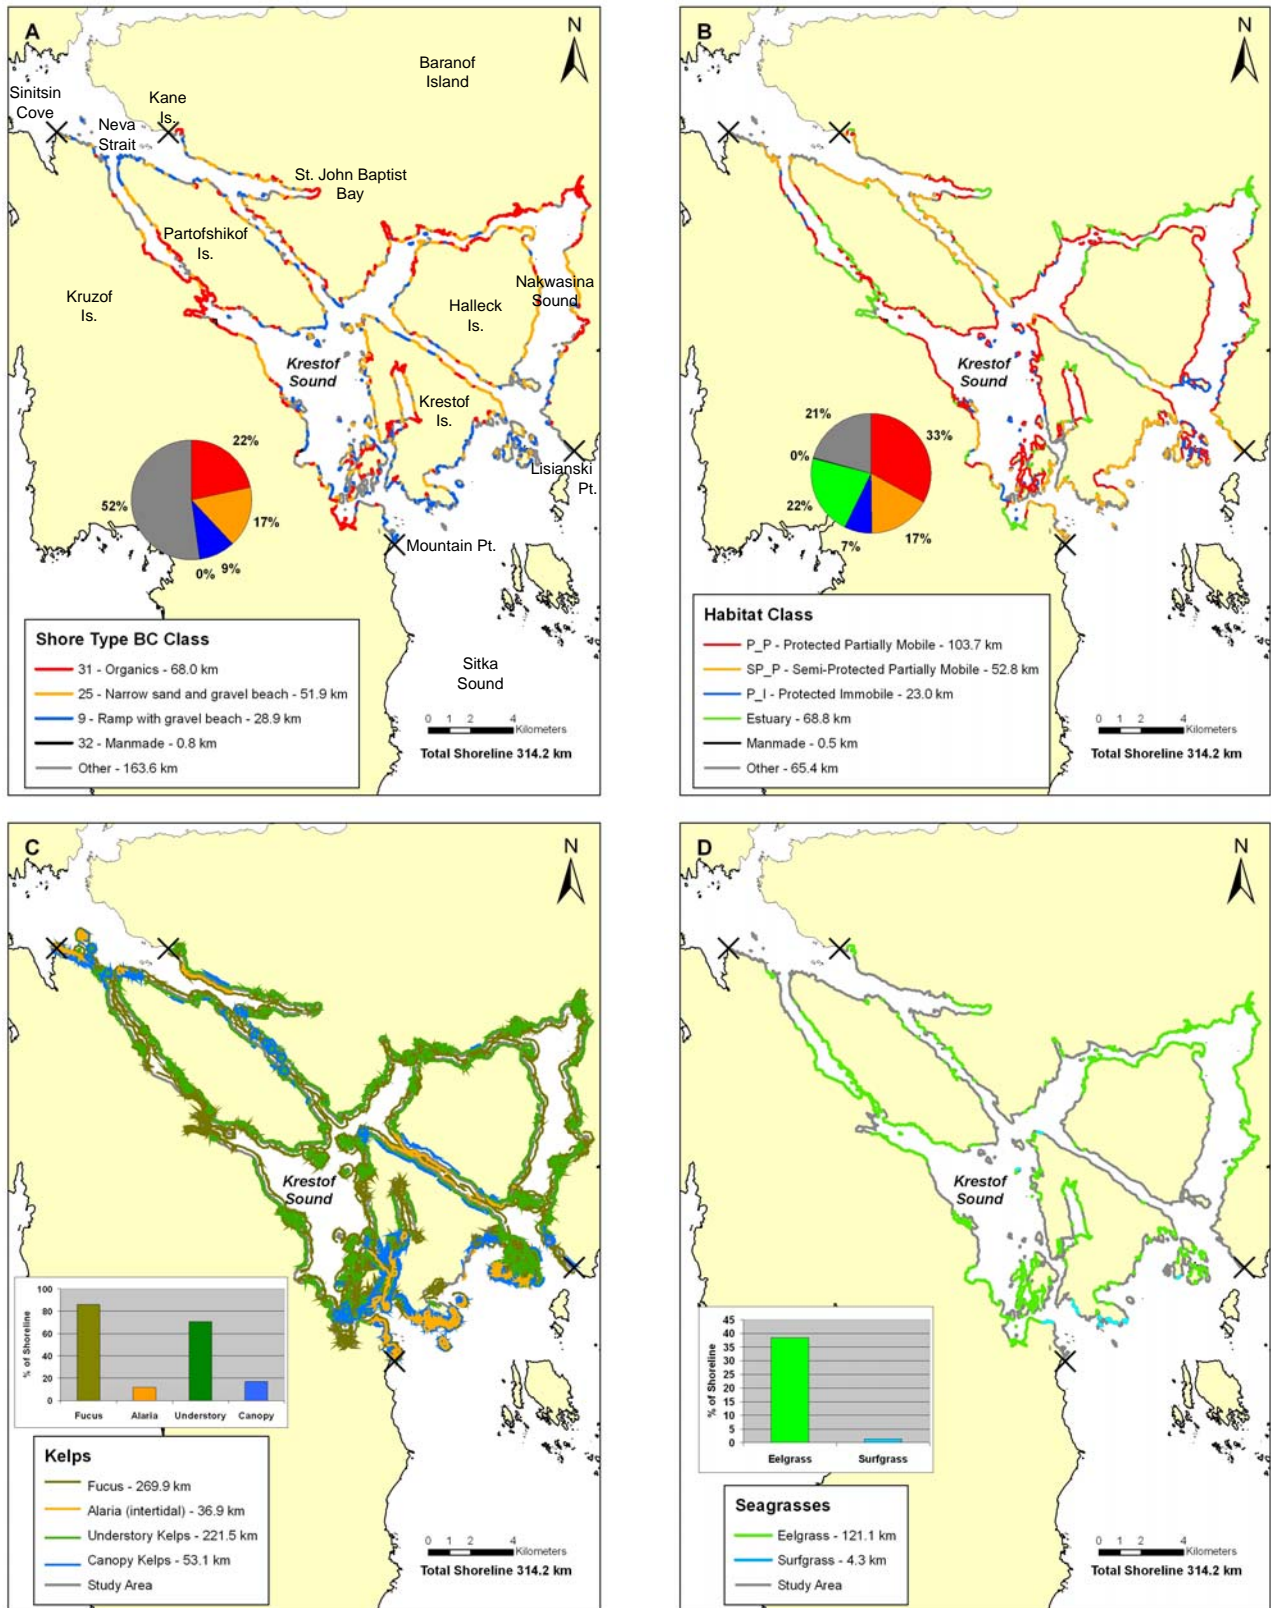 A
N
Baranof
Island
Sinitsin
Cove
Kane
Is.
Neva
Strait
St. John Baptist
Bay
Partofshikof
Is.
Kruzof
Is.
Nakwasina
Sound
Halleck
Is.
Krestof
Sound
Krestof
Is.
Lisianski
Pt.
Mountain Pt.
Sitka
Sound
22%
17%
9%
0%
52%
Shore Type BC Class
31 - Organics - 68.0 km
25 - Narrow sand and gravel beach - 51.9 km
9 - Ramp with gravel beach - 28.9 km
32 - Manmade - 0.8 km
Other - 163.6 km
0 1 2 4
Kilometers
Total Shoreline 314.2 km
B
N
Krestof
Sound
21%
33%
0%
22%
7%
17%
Habitat Class
P_P - Protected Partially Mobile - 103.7 km
SP_P - Semi-Protected Partially Mobile - 52.8 km
P_I - Protected Immobile - 23.0 km
Estuary - 68.8 km
Manmade - 0.5 km
Other - 65.4 km
0 1 2 4
Kilometers
Total Shoreline 314.2 km
C
N
Krestof
Sound
% of Shoreline
100
80
60
40
20
0
Fucus Alaria Understory Canopy
Kelps
Fucus - 269.9 km
Alaria (intertidal) - 36.9 km
Understory Kelps - 221.5 km
Canopy Kelps - 53.1 km
Study Area
0 1 2 4
Kilometers
Total Shoreline 314.2 km
D
N
Krestof
Sound
% of Shoreline
45
40
35
30
25
20
15
10
5
0
Eelgrass Surfgrass
Seagrasses
Eelgrass - 121.1 km
Surfgrass - 4.3 km
Study Area
0 1 2 4
Kilometers
Total Shoreline 314.2 km